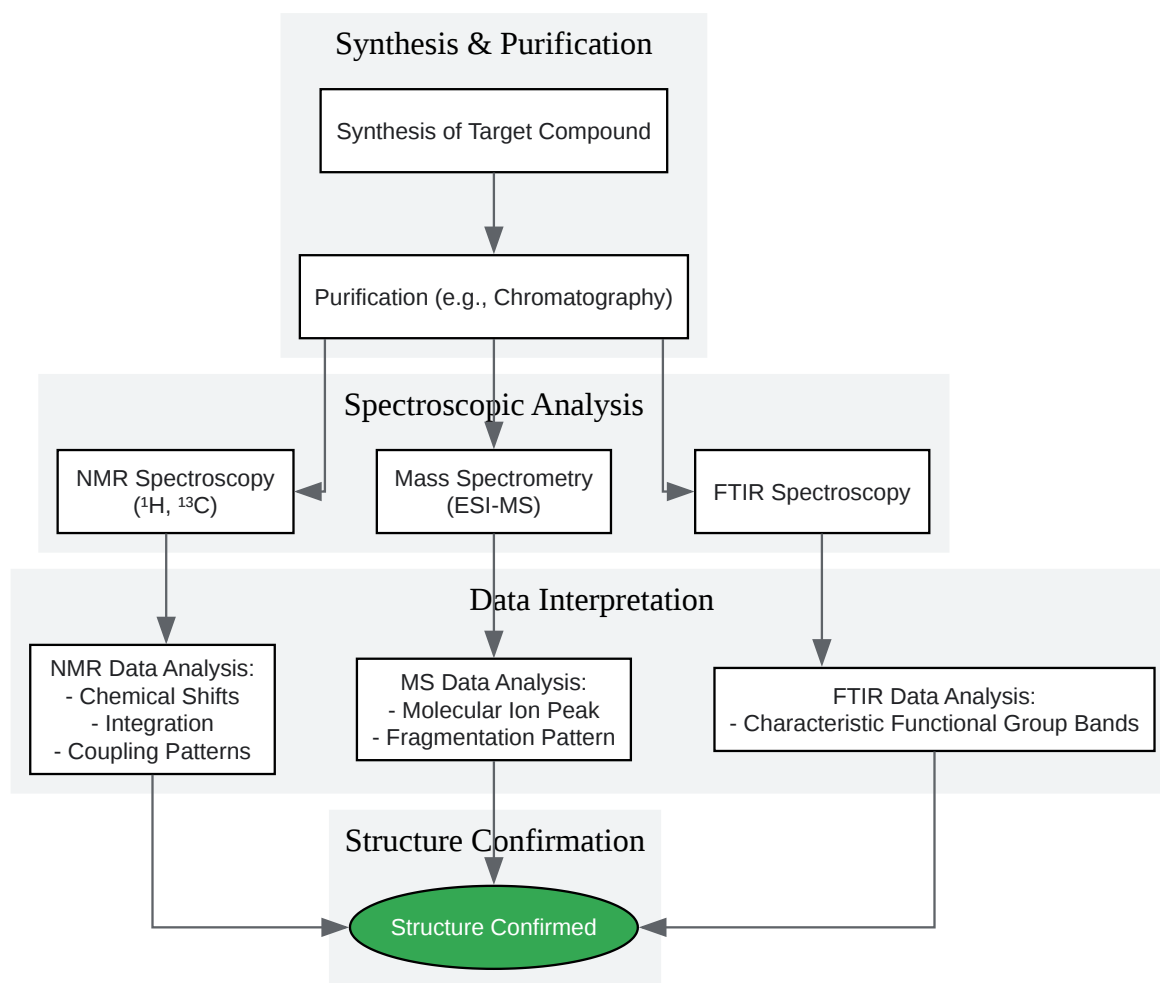 Synthesis & Purification
Synthesis of Target Compound
Purification (e.g., Chromatography)
Spectroscopic Analysis
NMR Spectroscopy
(¹H, ¹³C)
Mass Spectrometry
(ESI-MS)
FTIR Spectroscopy
Data Interpretation
NMR Data Analysis:
- Chemical Shifts
- Integration
- Coupling Patterns
MS Data Analysis:
- Molecular Ion Peak
- Fragmentation Pattern
FTIR Data Analysis:
- Characteristic Functional Group Bands
Structure Confirmation
Structure Confirmed